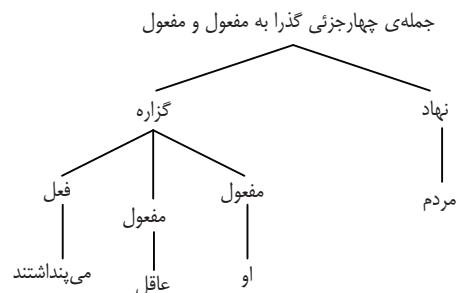 جمله‌ی چهارجزئی گذرا به مفعول و مفعول
نهاد
گزاره
مردم
مفعول
مفعول
فعل
او
عاقل
می‌پنداشتند